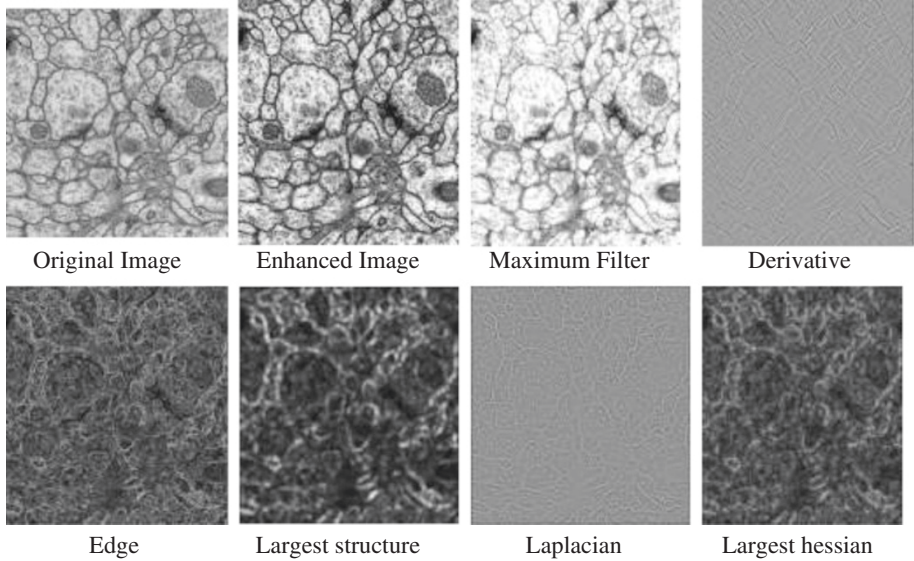 Original Image
Enhanced Image
Maximum Filter
Derivative
Edge
Largest structure
Laplacian
Largest hessian